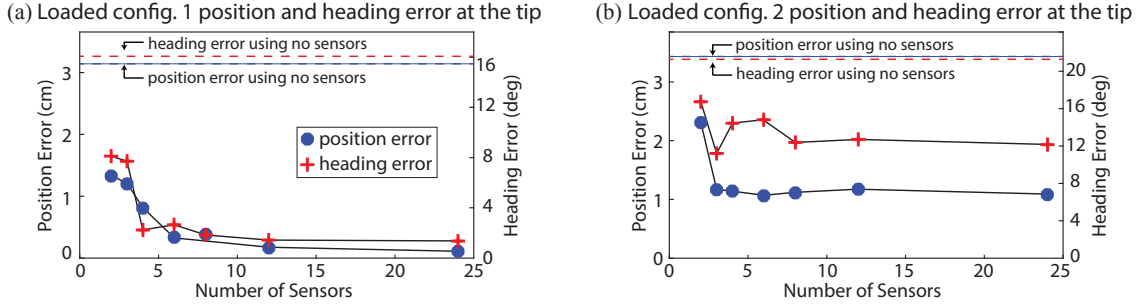 (a) Loaded config. 1 position and heading error at the tip
heading error using no sensors
position error using no sensors
position error
heading error
Position Error (cm)
3
2
1
0
Heading Error (deg)
16
12
8
4
0
0 5 10 15 20 25
Number of Sensors
(b) Loaded config. 2 position and heading error at the tip
position error using no sensors
heading error using no sensors
Position Error (cm)
3
2
1
0
Heading Error (deg)
20
16
12
8
4
0
0 5 10 15 20 25
Number of Sensors